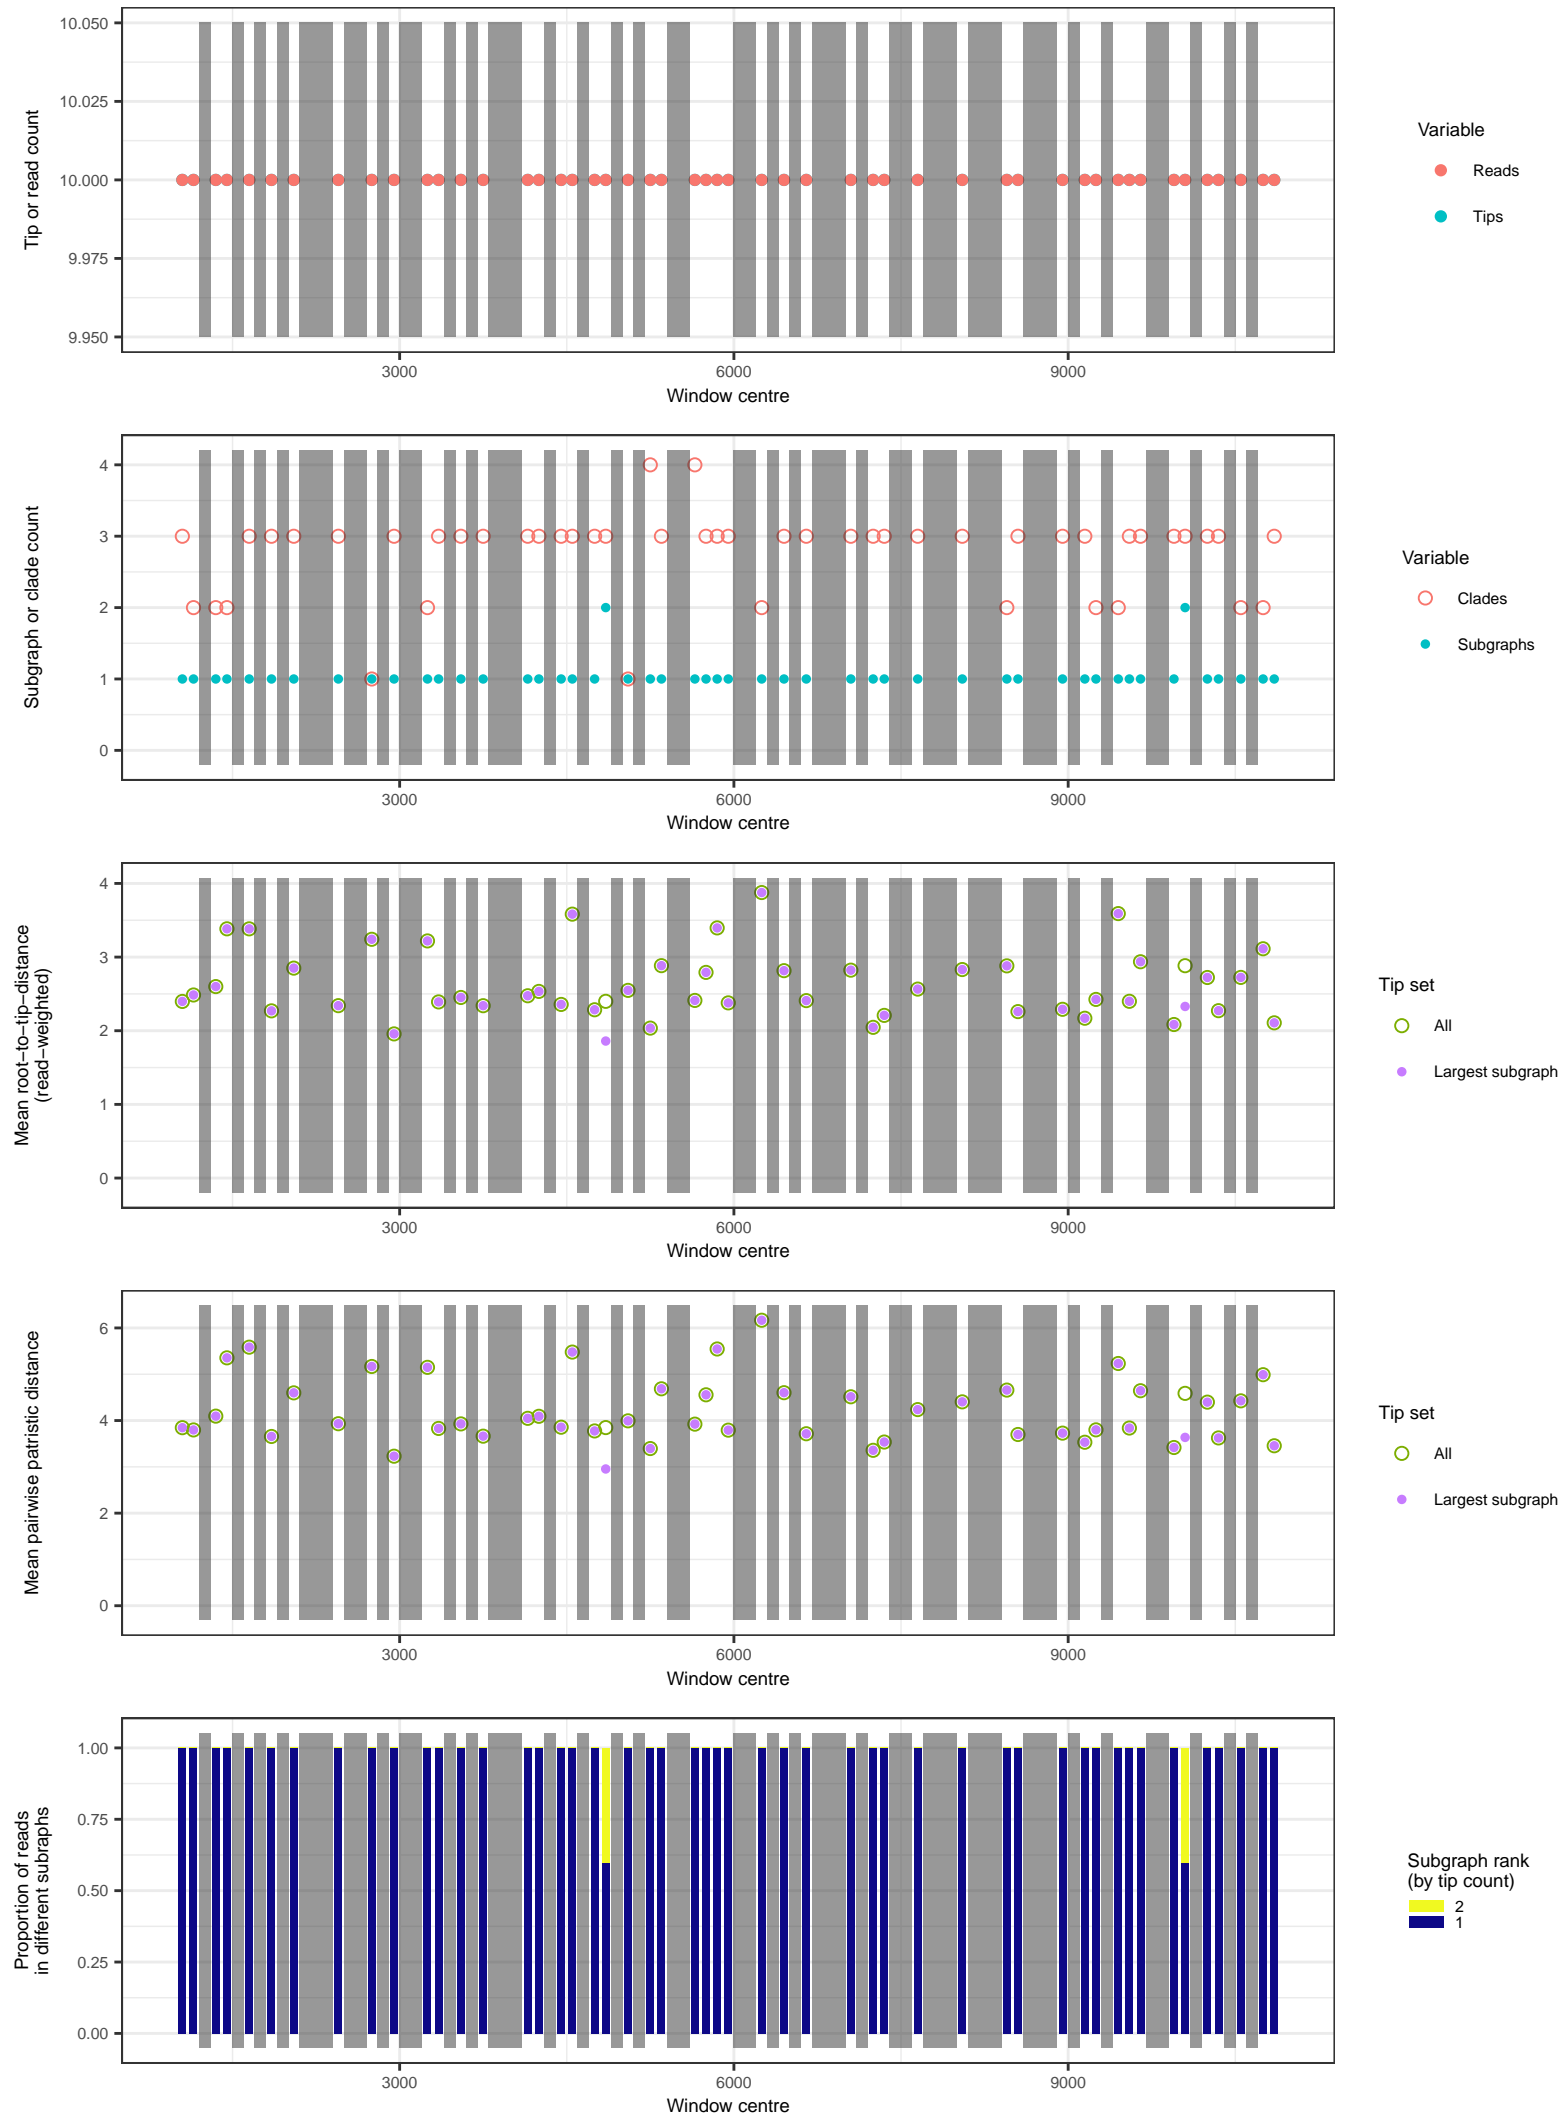 10.050
10.025
10.000
9.975
9.950
Tip or read count
3000
6000
9000
Window centre
Variable
Reads
Tips
4
3
2
1
0
Subgraph or clade count
3000
6000
9000
Window centre
Variable
Clades
Subgraphs
4
3
2
1
0
Mean root−to−tip−distance
(read−weighted)
3000
6000
9000
Window centre
Tip set
All
Largest subgraph
6
4
2
0
Mean pairwise patristic distance
3000
6000
9000
Window centre
Tip set
All
Largest subgraph
1.00
0.75
0.50
0.25
0.00
Proportion of reads
in different subraphs
3000
6000
9000
Window centre
Subgraph rank
(by tip count)
2
1